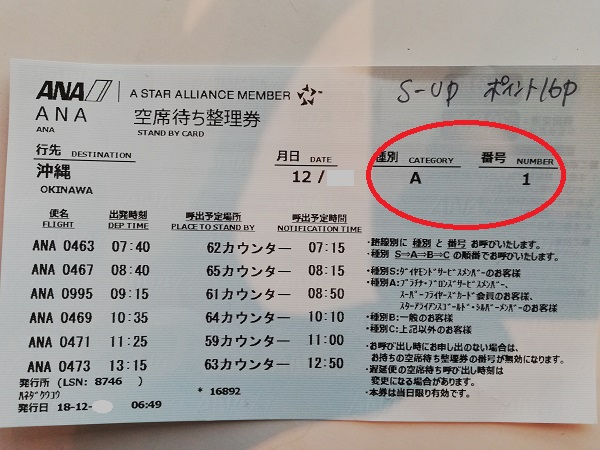 S-UP ポイント16P
ANA A STAR ALLIANCE MEMBER
ANA 空席待ち整理券
ANA STAND BY CARD
行先 DESTINATION 月日 DATE 種別 CATEGORY 番号 NUMBER
沖縄 12/ A 1
OKINAWA
便名 出発時刻 呼出予定場所 呼出予定時間
FLIGHT DEP TIME PLACE TO STAND BY NOTIFICATION TIME
ANA 0463 07:40 62カウンター 07:15
ANA 0467 08:40 65カウンター 08:15
ANA 0995 09:15 61カウンター 08:50
ANA 0469 10:35 64カウンター 10:10
ANA 0471 11:25 59カウンター 11:00
ANA 0473 13:15 63カウンター 12:50
・路線別に 種別 と 番号 お呼びいたします。
・種別 S⇒A⇒B⇒C の順番でお呼びいたします。
・種別S:ダイヤモンドサービスメンバーのお客様
・種別A:プラチナ・ブロンズサービスメンバー、
スーパーフライヤーズカード会員のお客様、
スターアライアンスゴールド・シルバーメンバーのお客様
・種別B:一般のお客様
・種別C:上記以外のお客様
・お呼び出し時にお申し出のない場合は、
お持ちの空席待ち整理券の番号が無効になります。
・遅延便の空席待ち呼び出し時刻は
変更になる場合があります。
・本券は当日限り有効です。
発行所 (LSN: 8746 ) * 16892
ハネダクウコウ
発行日 18-12- 06:49